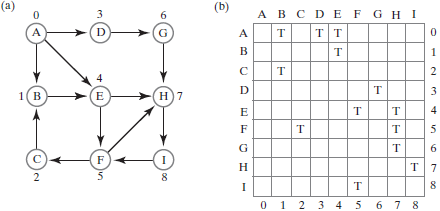 (a)
0 3 6
A D G
4
1 B E H 7
C F I
2 5 8
(b)
A B C D E F G H I
A T T T 0
B T 1
C T 2
D T 3
E T T 4
F T T 5
G T 6
H T 7
I T 8
0 1 2 3 4 5 6 7 8